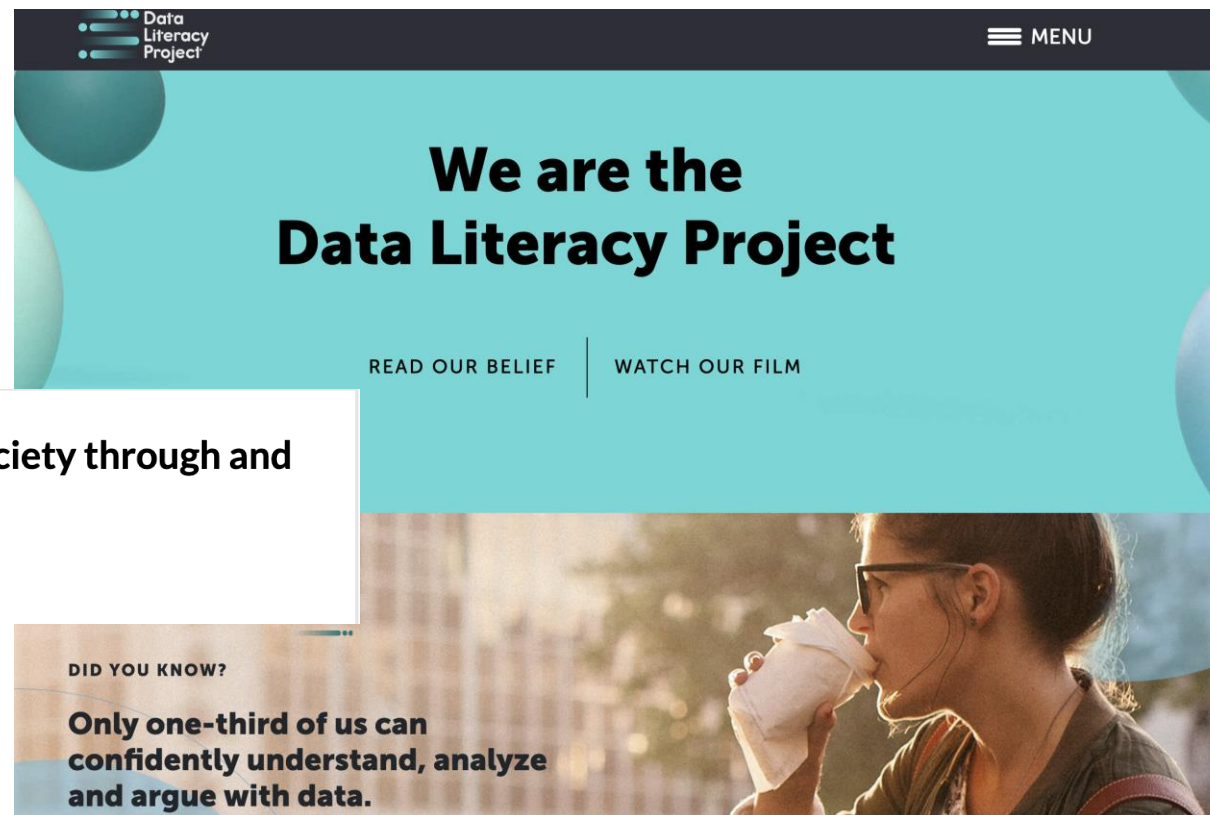 Data
Literacy
Project
MENU
We are the
Data Literacy Project
READ OUR BELIEF
WATCH OUR FILM
ciety through and
DID YOU KNOW?
Only one-third of us can
confidently understand, analyze
and argue with data.